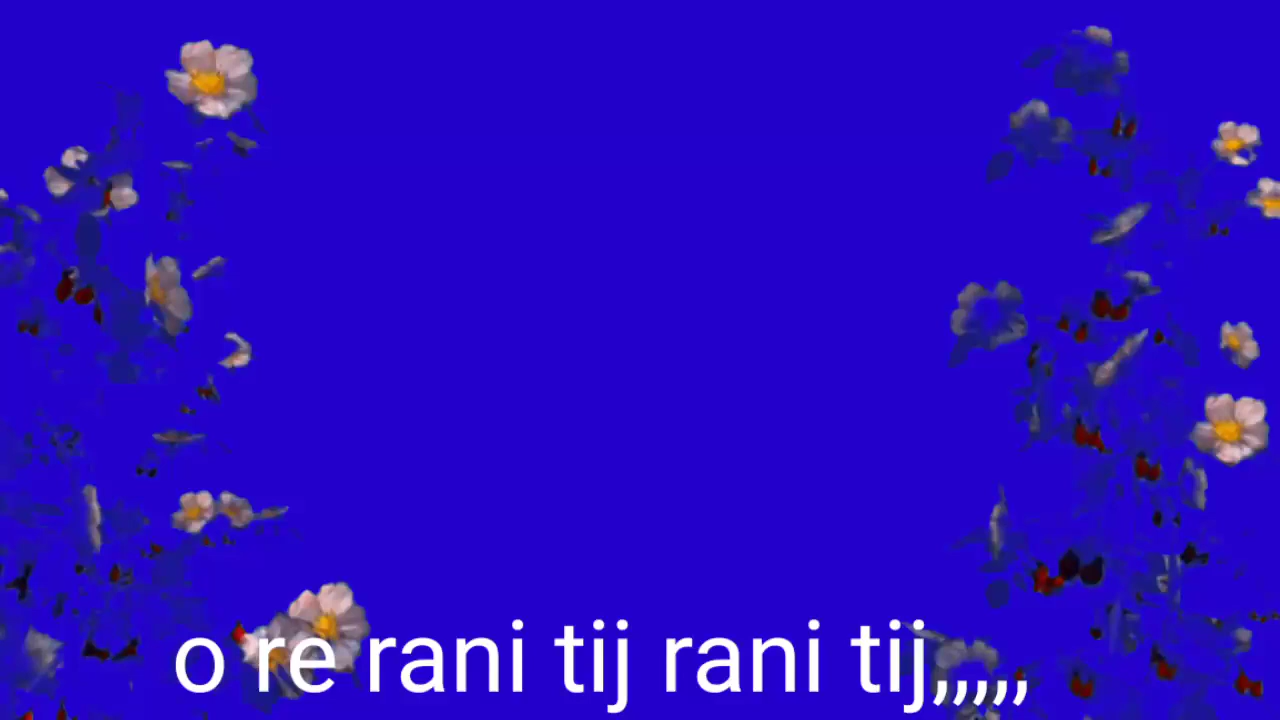 o re rani tij rani tij,,,,,